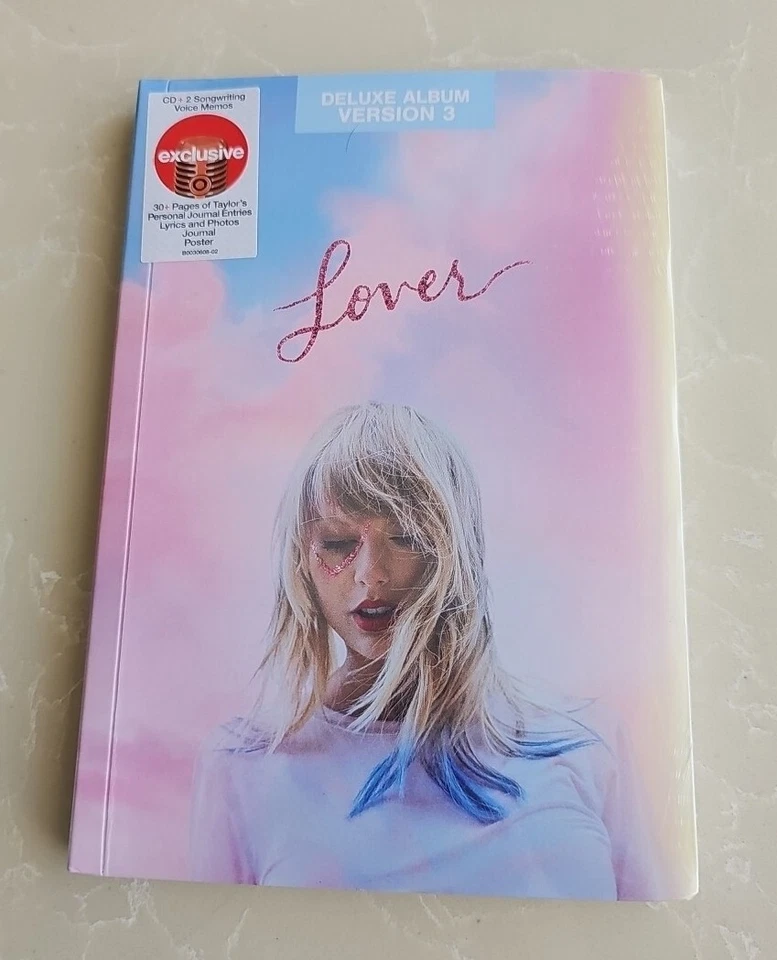 CD + 2 Songwriting
Voice Memos
exclusive
30+ Pages of Taylor's
Personal Journal Entries
Lyrics and Photos
Journal
Poster
DELUXE ALBUM
VERSION 3
Lover